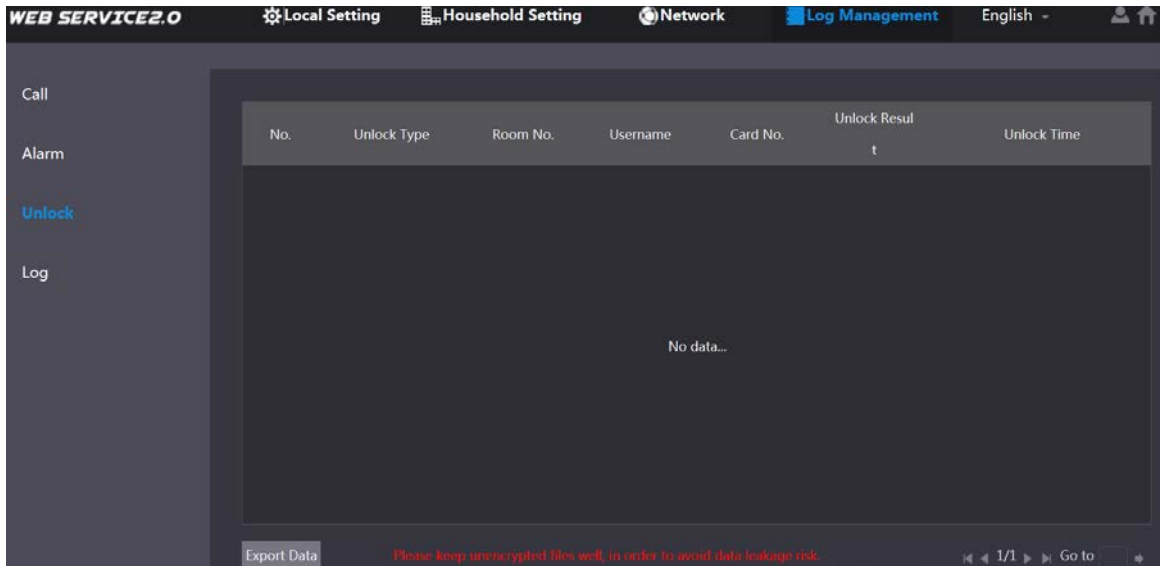 WEB SERVICE2.0 Local Setting Household Setting Network Log Management English
Call
Alarm
Unlock
Log
No. Unlock Type Room No. Username Card No. Unlock Resul
t Unlock Time
No data...
Export Data Please keep unencrypted files well, in order to avoid data leakage risk. 1/1 Go to